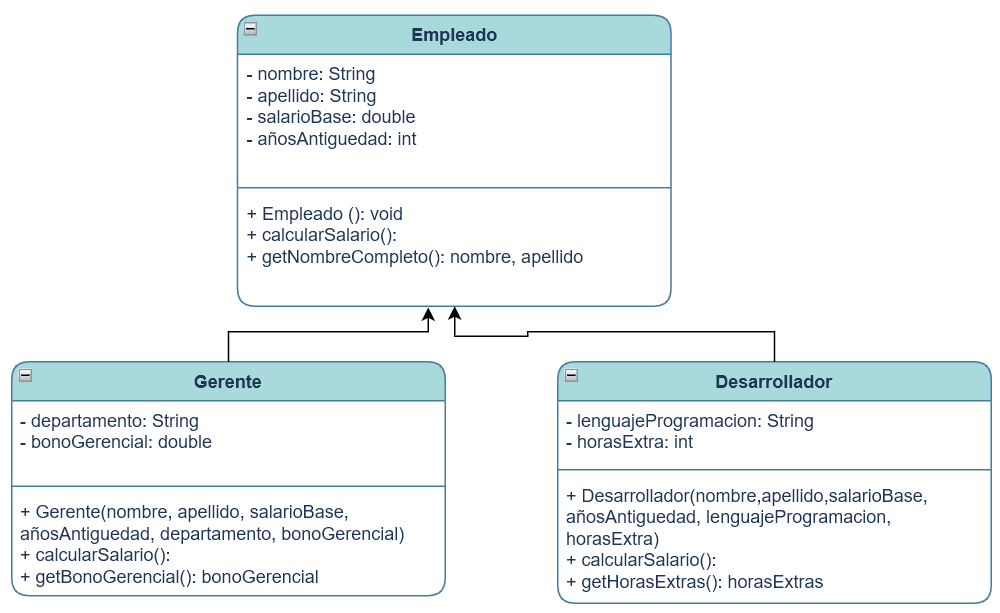 Empleado
- nombre: String
- apellido: String
- salarioBase: double
- añosAntiguedad: int
+ Empleado (): void
+ calcularSalario():
+ getNombreCompleto(): nombre, apellido
Gerente
- departamento: String
- bonoGerencial: double
+ Gerente(nombre, apellido, salarioBase,
añosAntiguedad, departamento, bonoGerencial)
+ calcularSalario():
+ getBonoGerencial(): bonoGerencial
Desarrollador
- lenguajeProgramacion: String
- horasExtra: int
+ Desarrollador(nombre,apellido,salarioBase,
añosAntiguedad, lenguajeProgramacion,
horasExtra)
+ calcularSalario():
+ getHorasExtras(): horasExtras